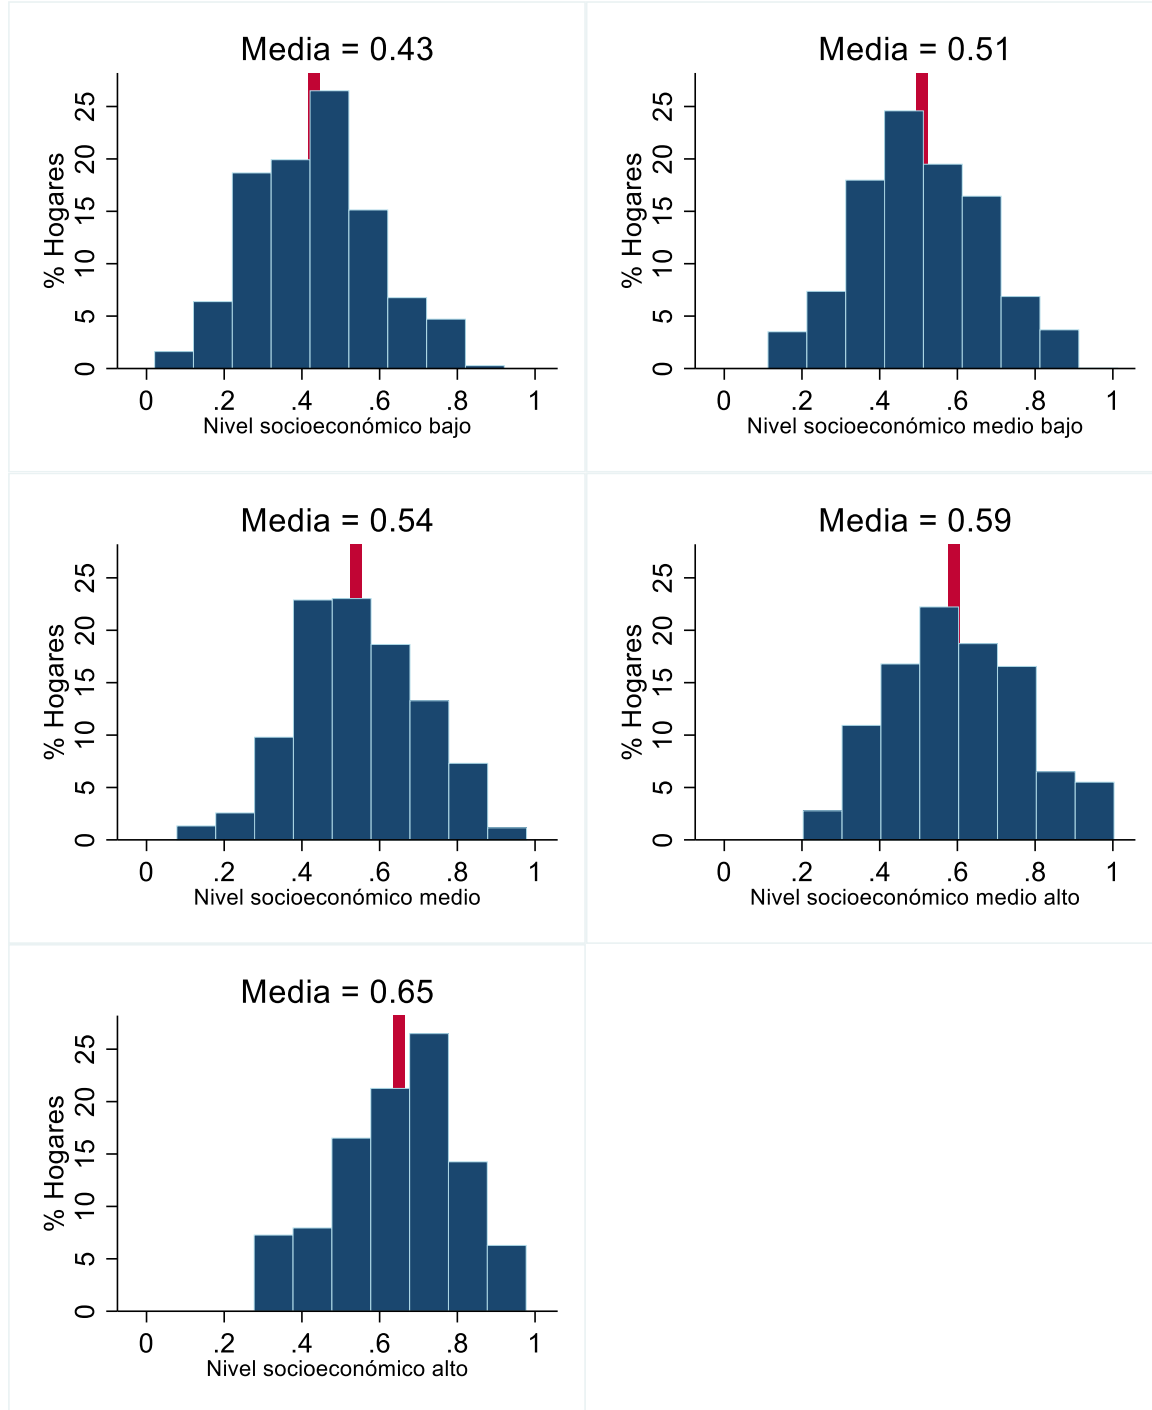 Media = 0.43
% Hogares
25
20
15
10
5
0
0 .2 .4 .6 .8 1
Nivel socioeconómico bajo
Media = 0.51
% Hogares
25
20
15
10
5
0
0 .2 .4 .6 .8 1
Nivel socioeconómico medio bajo
Media = 0.54
% Hogares
25
20
15
10
5
0
0 .2 .4 .6 .8 1
Nivel socioeconómico medio
Media = 0.59
% Hogares
25
20
15
10
5
0
0 .2 .4 .6 .8 1
Nivel socioeconómico medio alto
Media = 0.65
% Hogares
25
20
15
10
5
0
0 .2 .4 .6 .8 1
Nivel socioeconómico alto